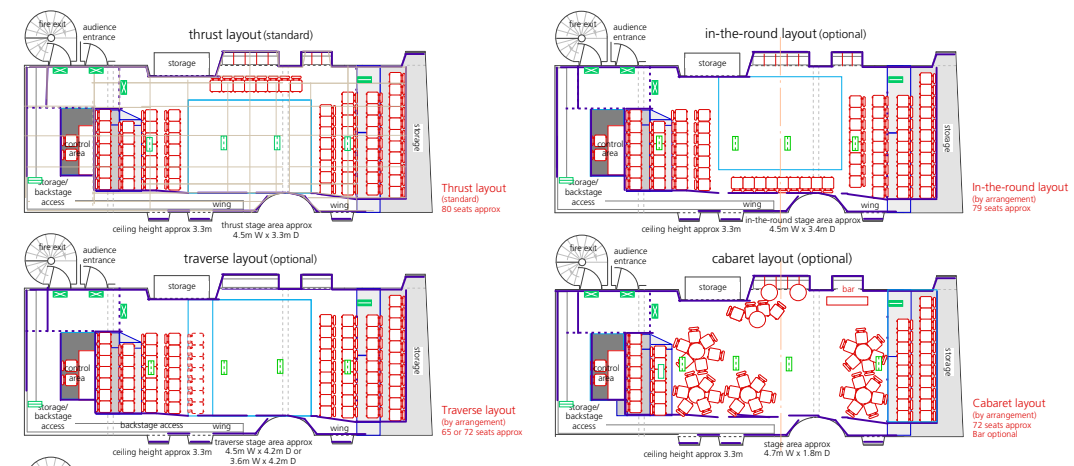 fire exit
audience
entrance
thrust layout (standard)
storage
control
area
storage/
backstage
access
wing
wing
storage
ceiling height approx 3.3m
thrust stage area approx
4.5m W x 3.3m D
Thrust layout
(standard)
80 seats approx
fire exit
audience
entrance
in-the-round layout (optional)
storage
control
area
storage/
backstage
access
wing
wing
storage
ceiling height approx 3.3m
in-the-round stage area approx
4.5m W x 3.4m D
In-the-round layout
(by arrangement)
79 seats approx
fire exit
audience
entrance
traverse layout (optional)
storage
control
area
storage/
backstage
access
backstage access
wing
wing
storage
ceiling height approx 3.3m
traverse stage area approx
4.5m W x 4.2m D or
3.6m W x 4.2m D
Traverse layout
(by arrangement)
65 or 72 seats approx
fire exit
audience
entrance
cabaret layout (optional)
storage
bar
control
area
storage/
backstage
access
storage
ceiling height approx 3.3m
stage area approx
4.7m W x 1.8m D
Cabaret layout
(by arrangement)
72 seats approx
Bar optional